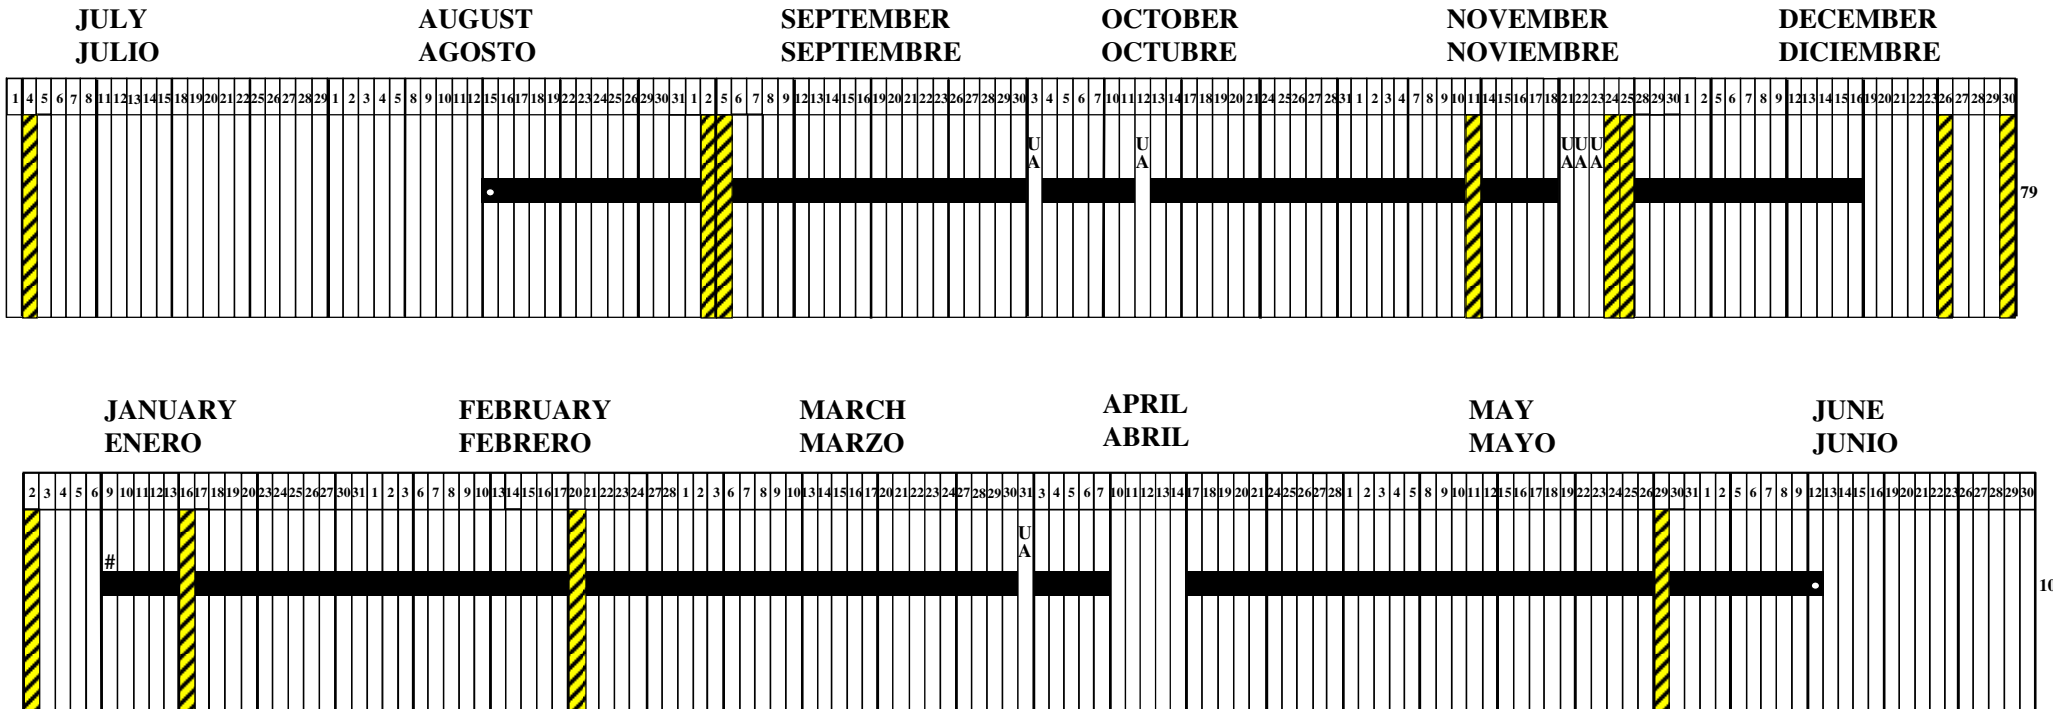 JULY AUGUST SEPTEMBER OCTOBER NOVEMBER DECEMBER
JULIO AGOSTO SEPTIEMBRE OCTUBRE NOVIEMBRE DICIEMBRE
1 4 5 6 7 8 11 12 13 14 15 18 19 20 21 22 25 26 27 28 29 1 2 3 4 5 8 9 10 11 12 15 16 17 18 19 22 23 24 25 26 29 30 31 1 2 5 6 7 8 9 12 13 14 15 16 19 20 21 22 23 26 27 28 29 30 3 4 5 6 7 10 11 12 13 14 17 18 19 20 21 24 25 26 27 28 31 1 2 3 4 7 8 9 10 11 14 15 16 17 18 21 22 23 24 25 28 29 30 1 2 5 6 7 8 9 12 13 14 15 16 19 20 21 22 23 26 27 28 29 30
U U U U U
A A A A A
79
JANUARY FEBRUARY MARCH APRIL MAY JUNE
ENERO FEBRERO MARZO ABRIL MAYO JUNIO
2 3 4 5 6 9 10 11 12 13 16 17 18 19 20 23 24 25 26 27 30 31 1 2 3 6 7 8 9 10 13 14 15 16 17 20 21 22 23 24 27 28 1 2 3 6 7 8 9 10 13 14 15 16 17 20 21 22 23 24 27 28 29 30 31 3 4 5 6 7 10 11 12 13 14 17 18 19 20 21 24 25 26 27 28 1 2 3 4 5 8 9 10 11 12 15 16 17 18 19 22 23 24 25 26 29 30 31 1 2 5 6 7 8 9 12 13 14 15 16 19 20 21 22 23 26 27 28 29 30
U
A
#